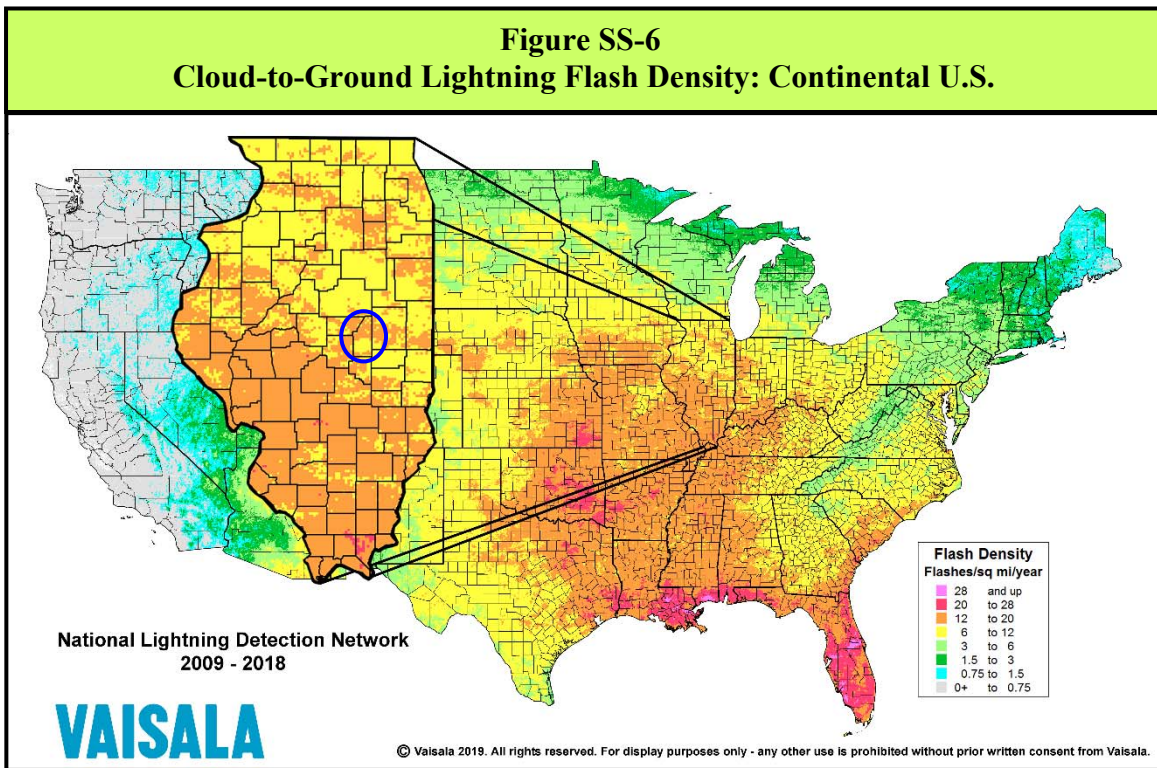 Figure SS-6
Cloud-to-Ground Lightning Flash Density: Continental U.S.
Flash Density
Flashes/sq mi/year
28 and up
20 to 28
12 to 20
6 to 12
3 to 6
1.5 to 3
0.75 to 1.5
0+ to 0.75
National Lightning Detection Network
2009 - 2018
VAISALA
© Vaisala 2019. All rights reserved. For display purposes only - any other use is prohibited without prior written consent from Vaisala.